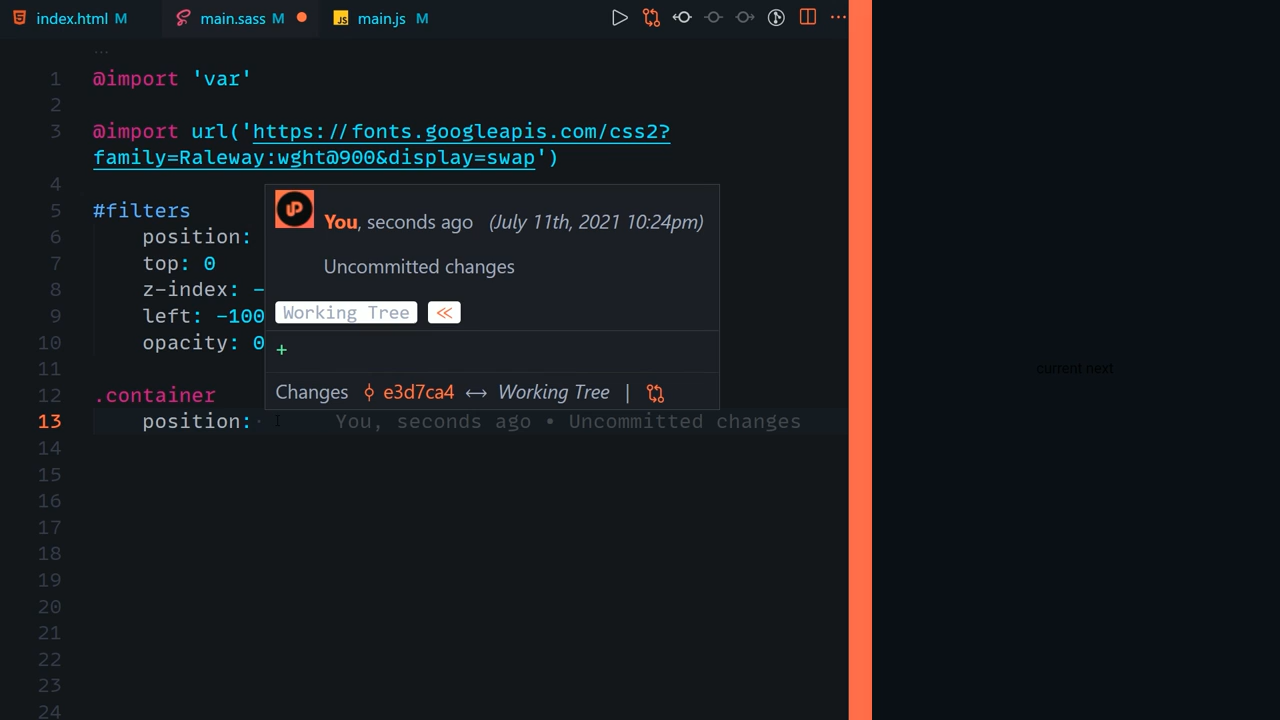 index.html M main.sass M main.js M
...
1 @import 'var'
2
3 @import url('https://fonts.googleapis.com/css2?
family=Raleway:wght@900&display=swap')
4
5 #filters
6 position:
7 top: 0
8 z-index: -
9 left: -100
10 opacity: 0
11
12 .container
13 position: You, seconds ago • Uncommitted changes
14
15
16
17
18
19
20
21
22
23
24
You, seconds ago (July 11th, 2021 10:24pm)
Uncommitted changes
Working Tree <<
+
Changes e3d7ca4 ↔ Working Tree |
current next